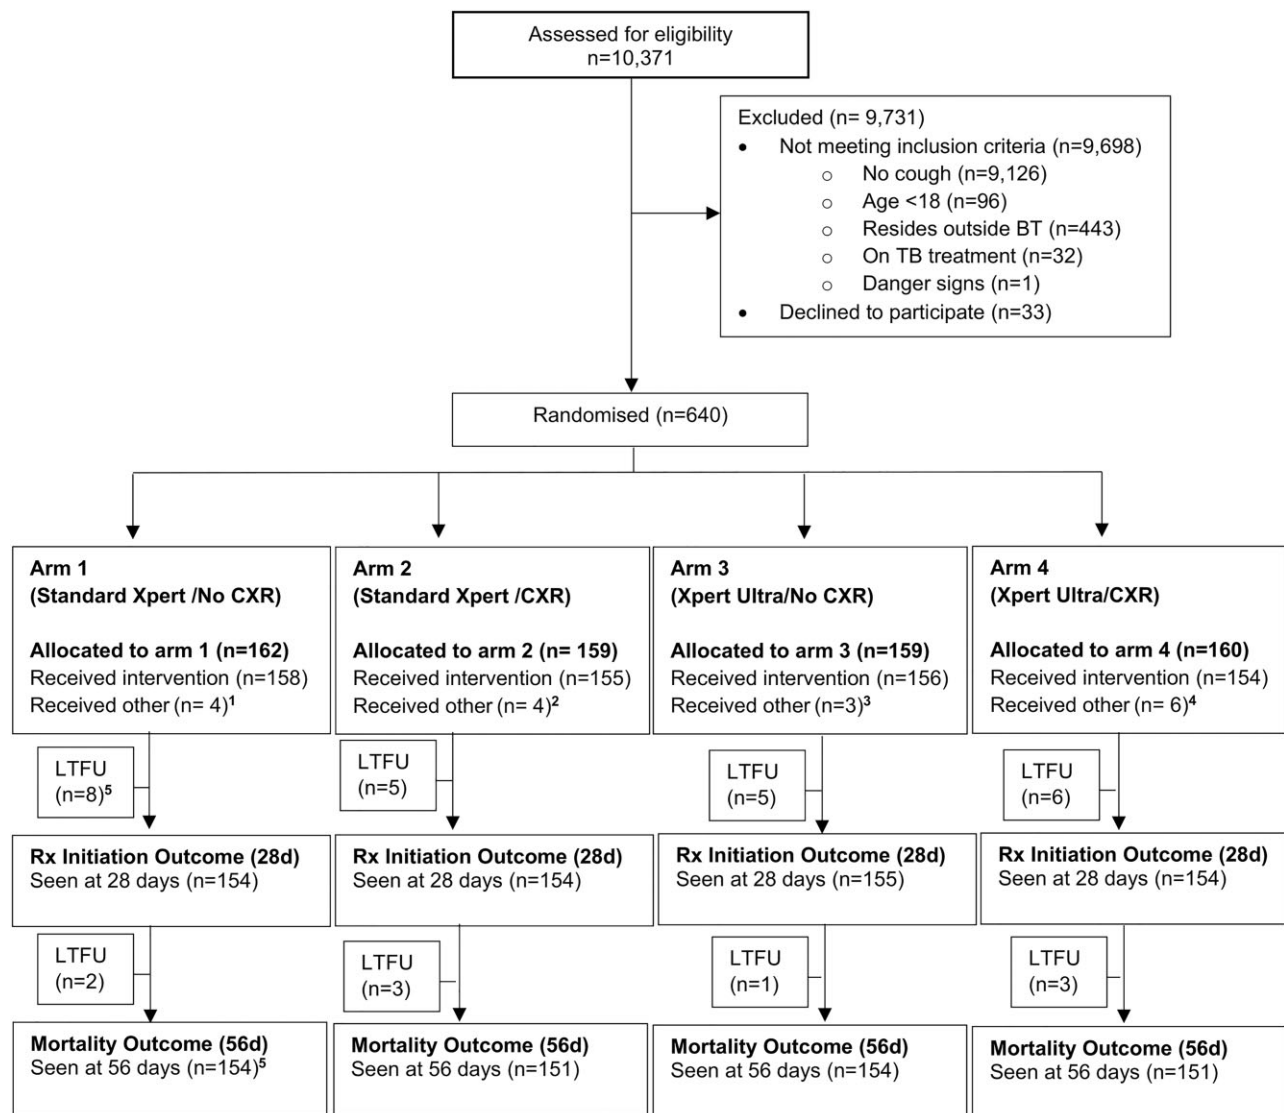 Assessed for eligibility
n=10,371
Excluded (n= 9,731)
• Not meeting inclusion criteria (n=9,698)
o No cough (n=9,126)
o Age <18 (n=96)
o Resides outside BT (n=443)
o On TB treatment (n=32)
o Danger signs (n=1)
• Declined to participate (n=33)
Randomised (n=640)
Arm 1
(Standard Xpert /No CXR)
Allocated to arm 1 (n=162)
Received intervention (n=158)
Received other (n= 4)¹
Arm 2
(Standard Xpert /CXR)
Allocated to arm 2 (n= 159)
Received intervention (n=155)
Received other (n= 4)²
Arm 3
(Xpert Ultra/No CXR)
Allocated to arm 3 (n=159)
Received intervention (n=156)
Received other (n=3)³
Arm 4
(Xpert Ultra/CXR)
Allocated to arm 4 (n=160)
Received intervention (n=154)
Received other (n= 6)⁴
LTFU
(n=8)⁵
LTFU
(n=5)
LTFU
(n=5)
LTFU
(n=6)
Rx Initiation Outcome (28d)
Seen at 28 days (n=154)
Rx Initiation Outcome (28d)
Seen at 28 days (n=154)
Rx Initiation Outcome (28d)
Seen at 28 days (n=155)
Rx Initiation Outcome (28d)
Seen at 28 days (n=154)
LTFU
(n=2)
LTFU
(n=3)
LTFU
(n=1)
LTFU
(n=3)
Mortality Outcome (56d)
Seen at 56 days (n=154)⁵
Mortality Outcome (56d)
Seen at 56 days (n=151)
Mortality Outcome (56d)
Seen at 56 days (n=154)
Mortality Outcome (56d)
Seen at 56 days (n=151)